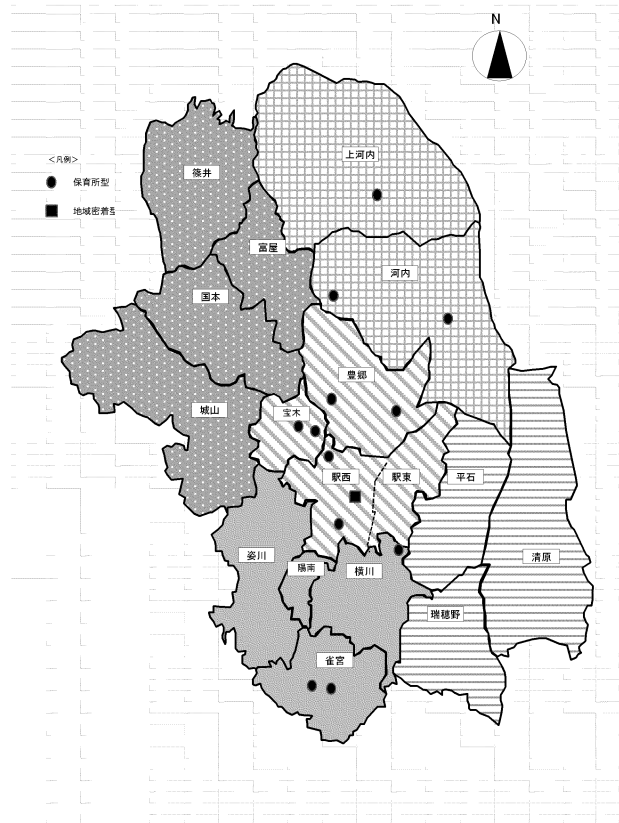 N
上河内
<凡例>
篠井
保育所型
地域密着型
富屋
河内
国本
豊郷
城山
宝木
駅西
駅東
平石
姿川
陽南
横川
清原
瑞穂野
雀宮